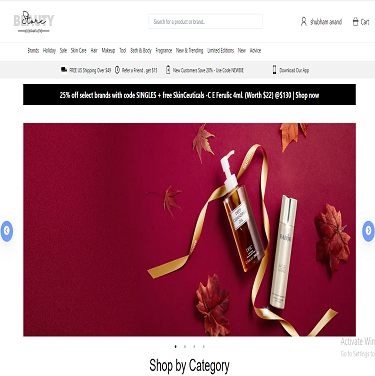 BEAUTY
Store
Search for a product or brand..
shubham anand
Cart
Brands Holiday Sale Skin Care Hair Makeup Tool Bath & Body Fragrance New & Trending Limited Editions New Advice
FREE US Shipping Over $49 Refer a Friend , get $15 New Customers Save 20% - Use Code NEWBIE Download Our App
25% off select brands with code SINGLES + free SkinCeuticals -C E Ferulic 4ml. (Worth $22) @$130 | Shop now
Shop by Category
Activate Win
Go to Settings to